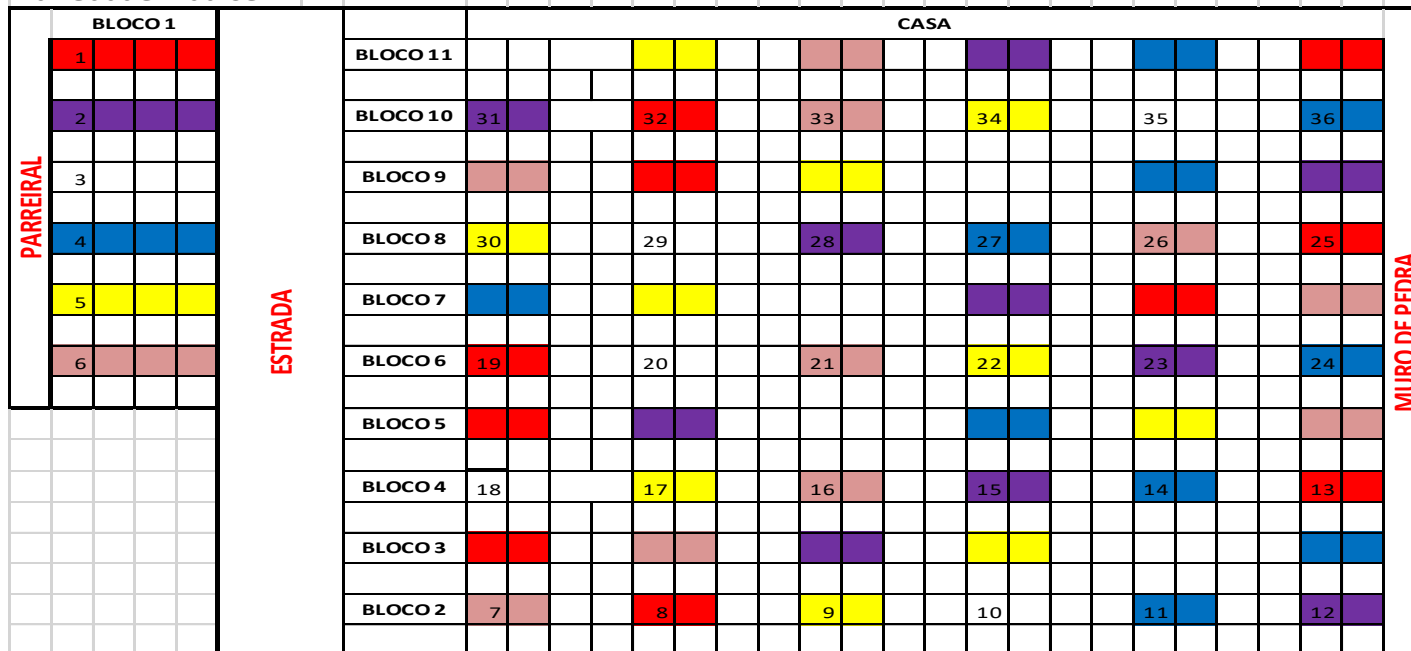 BLOCO 1
CASA
1
BLOCO 11
2
BLOCO 10 31 32 33 34 35 36
3
BLOCO 9
4
BLOCO 8 30 29 28 27 26 25
5
BLOCO 7
6
BLOCO 6 19 20 21 22 23 24
BLOCO 5
BLOCO 4 18 17 16 15 14 13
BLOCO 3
BLOCO 2 7 8 9 10 11 12
PARREIRAL
ESTRADA
MURO DE PEDRA